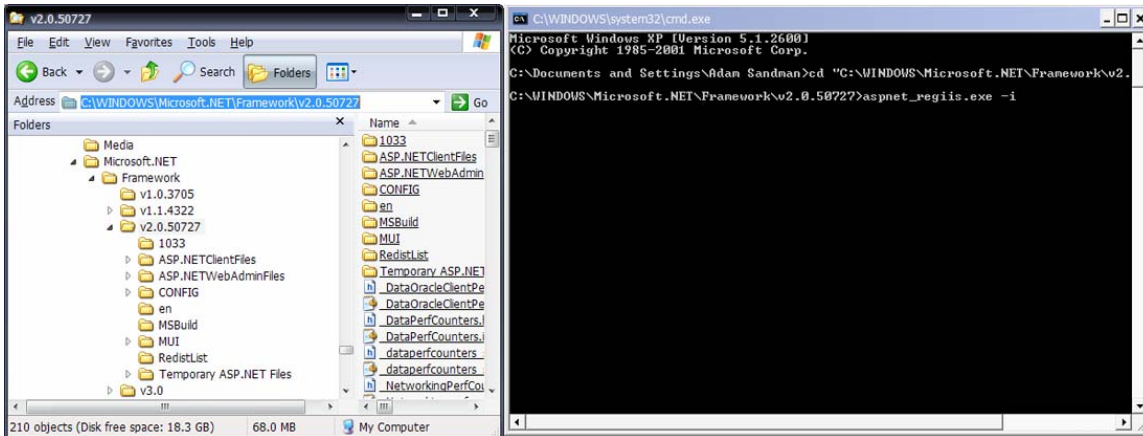 v2.0.50727
File Edit View Favorites Tools Help
Back Search Folders
Address C:\WINDOWS\Microsoft.NET\Framework\v2.0.50727 Go
Folders
Media
Microsoft.NET
Framework
v1.0.3705
v1.1.4322
v2.0.50727
1033
ASP.NETClientFiles
ASP.NETWebAdminFiles
CONFIG
en
MSBuild
MUI
RedistList
Temporary ASP.NET Files
v3.0
Name
1033
ASP.NETClientFiles
ASP.NETWebAdmin
CONFIG
en
MSBuild
MUI
RedistList
Temporary ASP.NET
_DataOracleClientPe
_DataOracleClientPe
_DataPerfCounters.h
_DataPerfCounters.i
_dataperfcounters_
_dataperfcounters_
_NetworkingPerfCou
210 objects (Disk free space: 18.3 GB) 68.0 MB My Computer
C:\WINDOWS\system32\cmd.exe
Microsoft Windows XP [Version 5.1.2600]
(C) Copyright 1985-2001 Microsoft Corp.
C:\Documents and Settings\Adam Sandman>cd "C:\WINDOWS\Microsoft.NET\Framework\v2.
C:\WINDOWS\Microsoft.NET\Framework\v2.0.50727>aspnet_regiis.exe -i